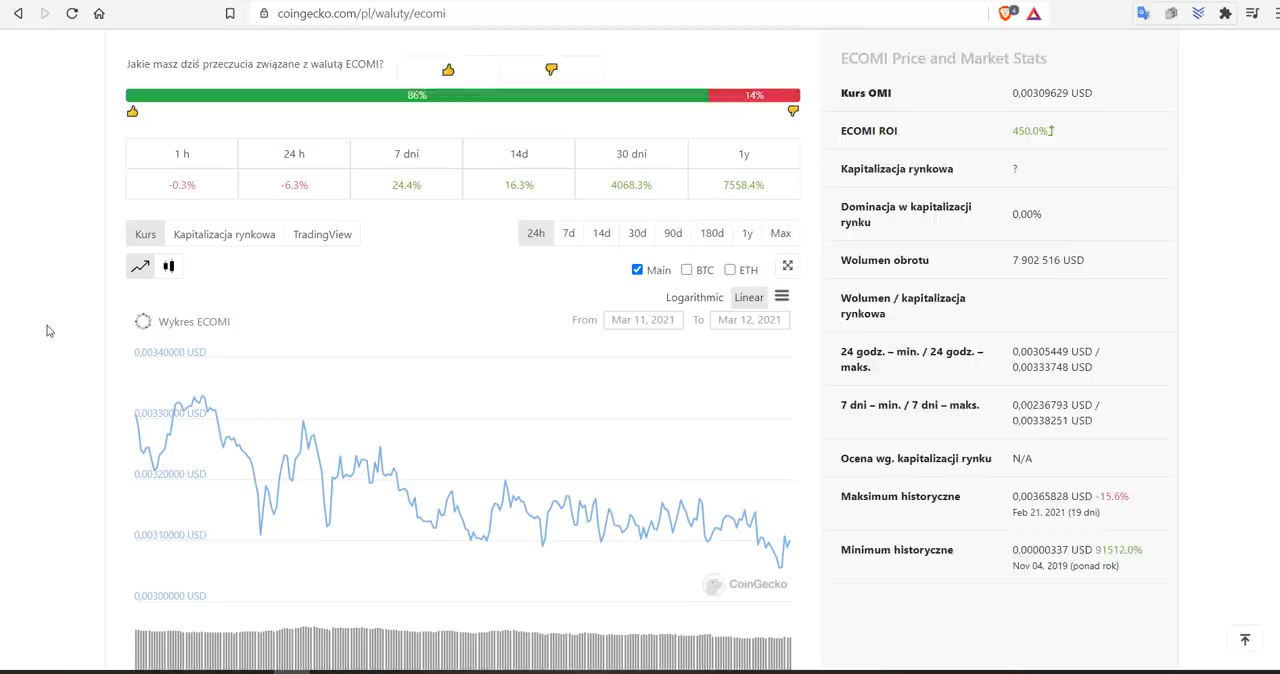 coingecko.com/pl/waluty/ecomi
4
Jakie masz dziś przeczucia związane z walutą ECOMI?
86% 14%
1 h 24 h 7 dni 14d 30 dni 1y
-0.3% -6.3% 24.4% 16.3% 4068.3% 7558.4%
Kurs Kapitalizacja rynkowa TradingView
24h 7d 14d 30d 90d 180d 1y Max
Main BTC ETH
Logarithmic Linear
Wykres ECOMI
From Mar 11, 2021 To Mar 12, 2021
0,00340000 USD
0,00330000 USD
0,00320000 USD
0,00310000 USD
0,00300000 USD
CoinGecko
ECOMI Price and Market Stats
Kurs OMI 0,00309629 USD
ECOMI ROI 450,0%
Kapitalizacja rynkowa ?
Dominacja w kapitalizacji
rynku 0,00%
Wolumen obrotu 7 902 516 USD
Wolumen / kapitalizacja
rynkowa
24 godz. – min. / 24 godz. – 0,00305449 USD /
maks. 0,00333748 USD
7 dni – min. / 7 dni – maks. 0,00236793 USD /
0,00338251 USD
Ocena wg. kapitalizacji rynku N/A
Maksimum historyczne 0,00365828 USD -15.6%
Feb 21, 2021 (19 dni)
Minimum historyczne 0,00000337 USD 91512.0%
Nov 04, 2019 (ponad rok)